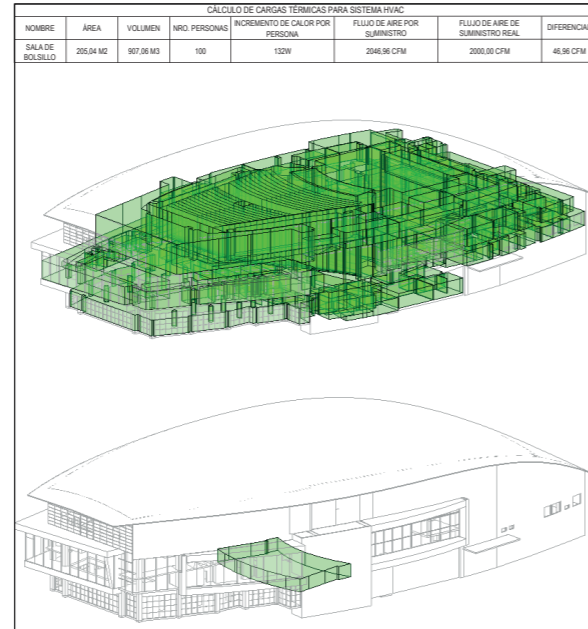 CÁLCULO DE CARGAS TÉRMICAS PARA SISTEMA HVAC
NOMBRE ÁREA VOLUMEN NRO. PERSONAS INCREMENTO DE CALOR POR PERSONA FLUJO DE AIRE POR SUMINISTRO FLUJO DE AIRE DE SUMINISTRO REAL DIFERENCIAL
SALA DE BOLSILLO 205,04 M2 907,06 M3 100 132W 2046,96 CFM 2000,00 CFM 46,96 CFM